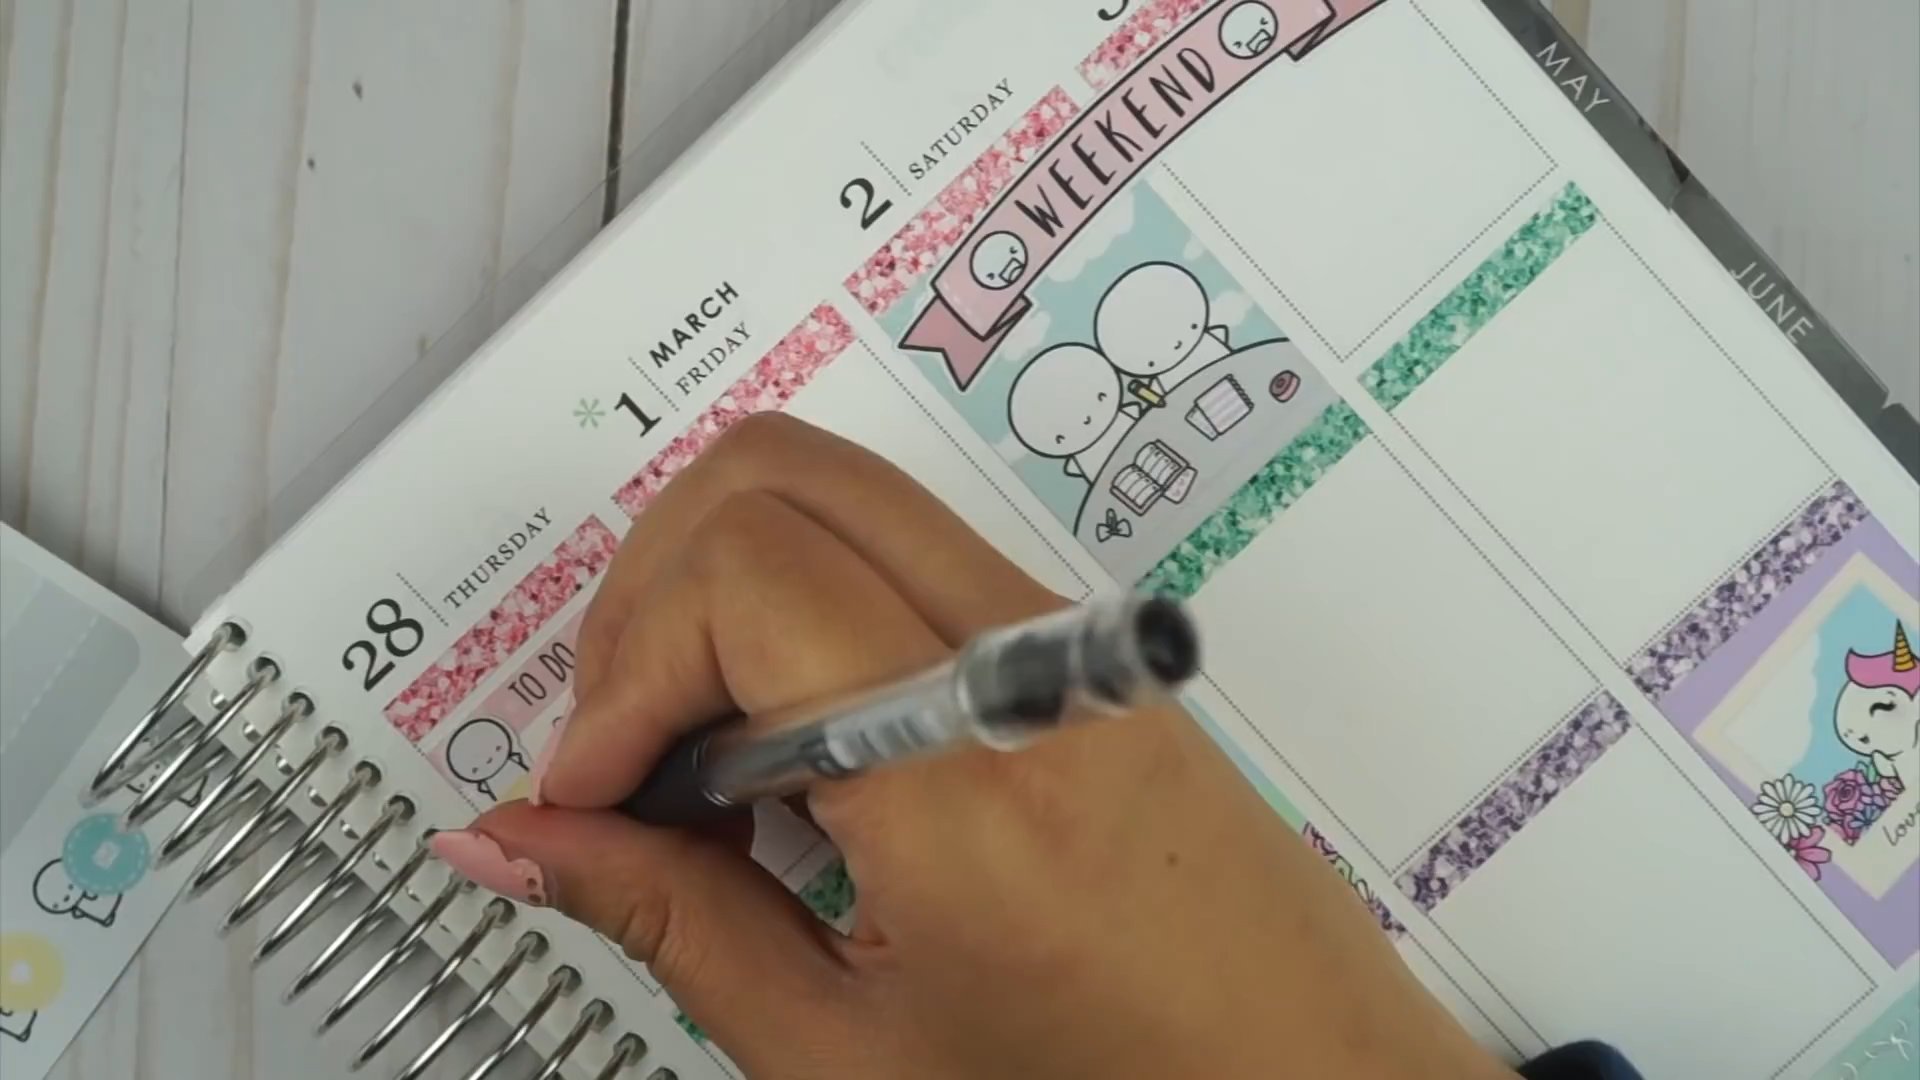 28
THURSDAY
TO DO
1
MARCH
FRIDAY
2
SATURDAY
WEEKEND
MAY
JUNE